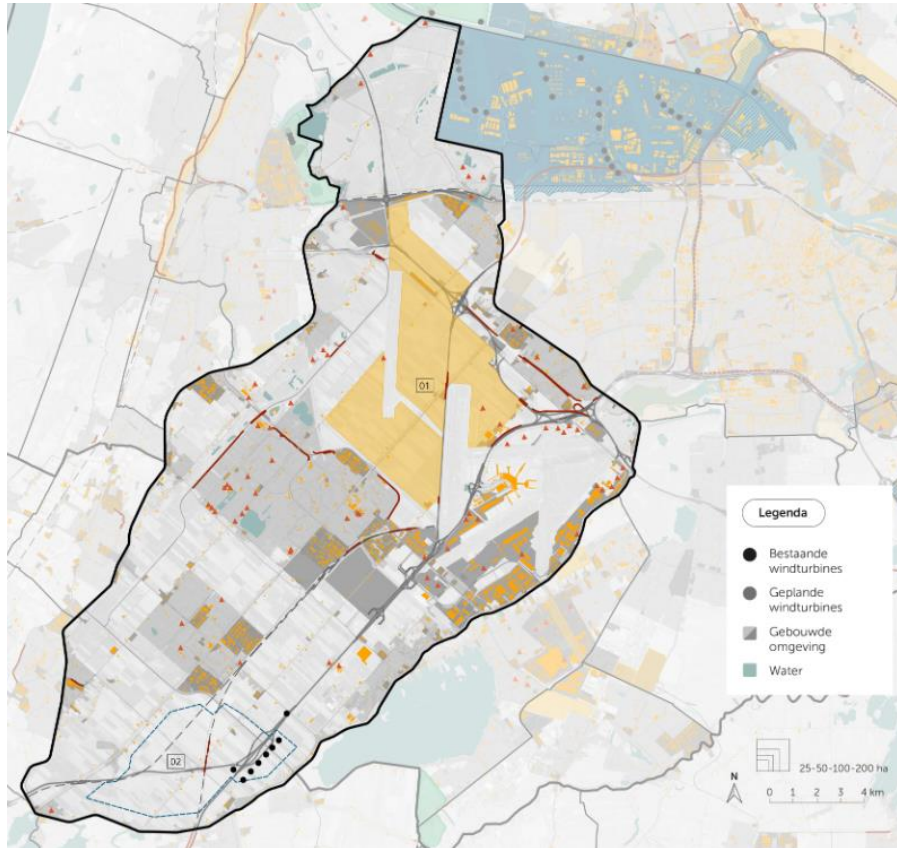 01
02
Legenda
Bestaande
windturbines
Geplande
windturbines
Gebouwde
omgeving
Water
25-50-100-200 ha
N
0 1 2 3 4 km